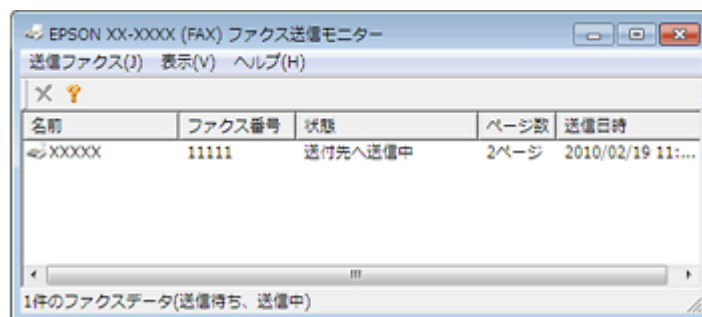 EPSON XX-XXXX (FAX) ファクス送信モニター
送信ファクス(J) 表示(V) ヘルプ(H)
名前 ファクス番号 状態 ページ数 送信日時
XXXXX 11111 送付先へ送信中 2ページ 2010/02/19 11:...
1件のファクスデータ(送信待ち、送信中)